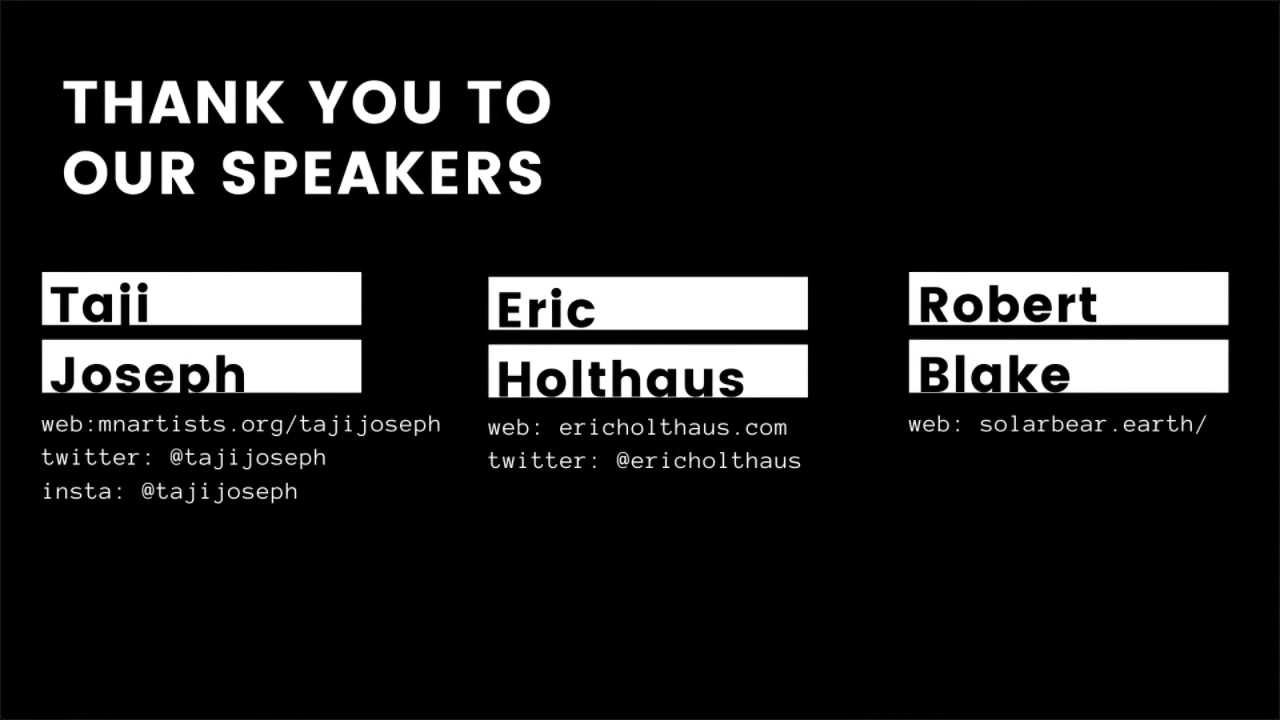 THANK YOU TO
OUR SPEAKERS
Taji
Joseph
web:mnartists.org/tajijoseph
twitter: @tajijoseph
insta: @tajijoseph
Eric
Holthaus
web: ericholthaus.com
twitter: @ericholthaus
Robert
Blake
web: solarbear.earth/